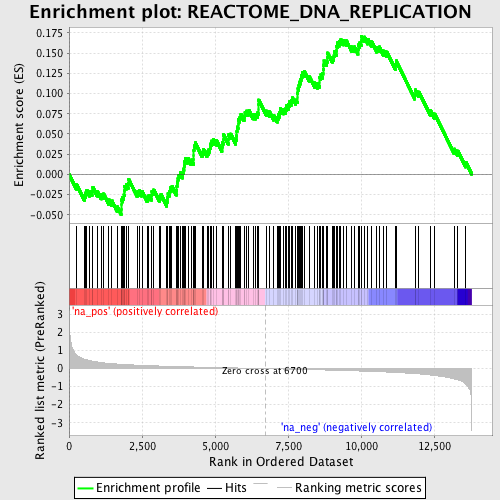 Enrichment plot: REACTOME_DNA_REPLICATION
Enrichment score (ES)
0.175
0.150
0.125
0.100
0.075
0.050
0.025
0.000
-0.025
-0.050
'na_pos' (positively correlated)
Ranked list metric (PreRanked)
3
2
1
0
-1
-2
-3
Zero cross at 6700
'na_neg' (negatively correlated)
0
2,500
5,000
7,500
10,000
12,500
Rank in Ordered Dataset
Enrichment profile
Hits
Ranking metric scores